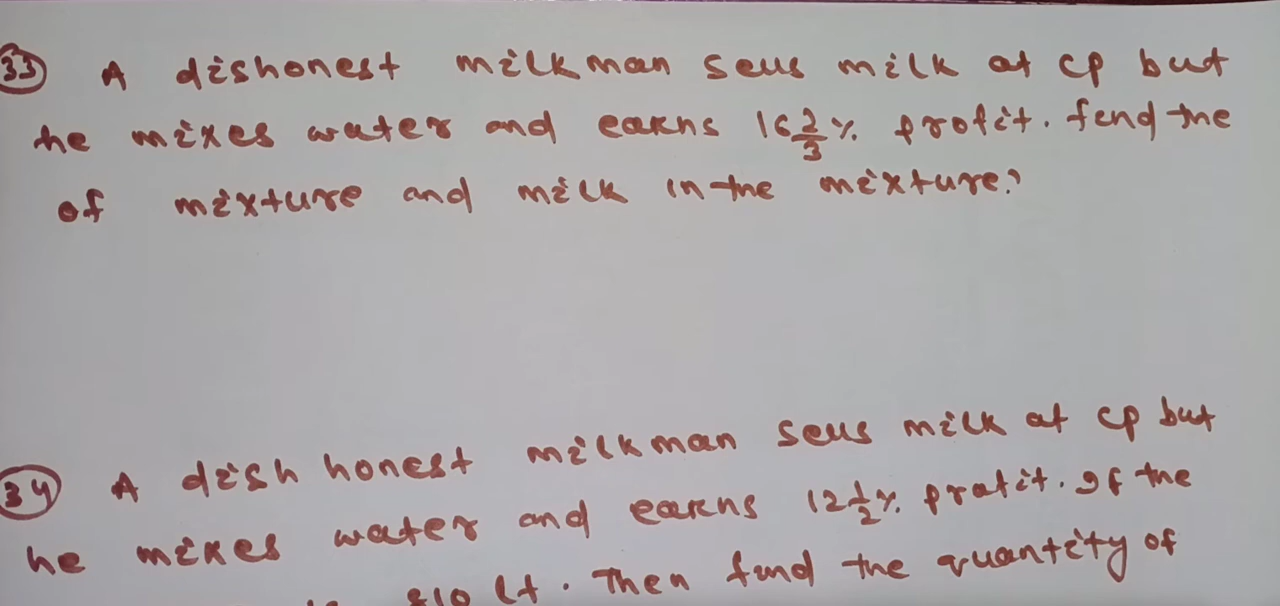 33 A dishonest milkman sells milk at cp but
he mixes water and earns 16 2/3 % profit. find the
of mixture and milk in the mixture?
34 A dish honest milkman sells milk at cp but
he mixes water and earns 12 1/2 % profit. If the
810 lt. Then find the quantity of